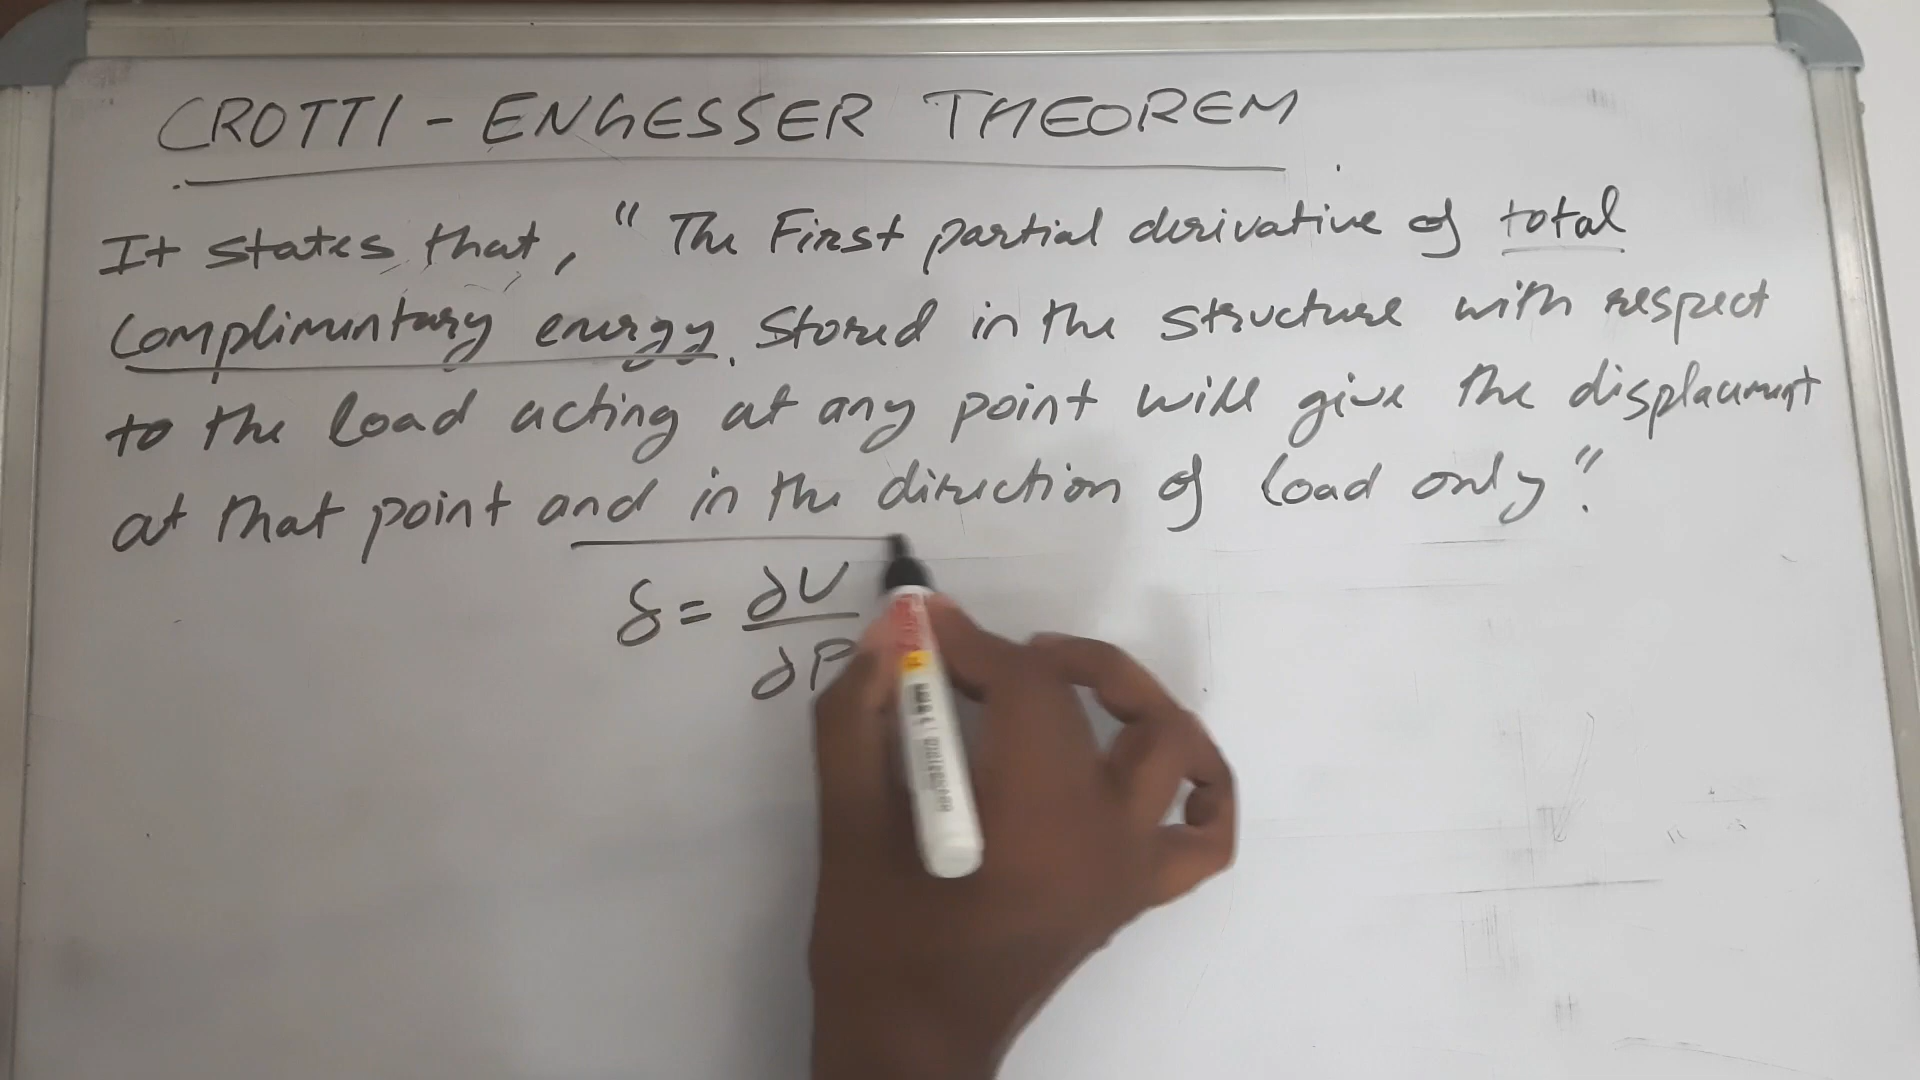 CROTTI - ENGESSER THEOREM
It states that, "The First partial derivative of total
Complimentary energy. Stored in the structure with respect
to the load acting at any point will give the displacement
at that point and in the direction of load only".
δ = ∂U
∂P